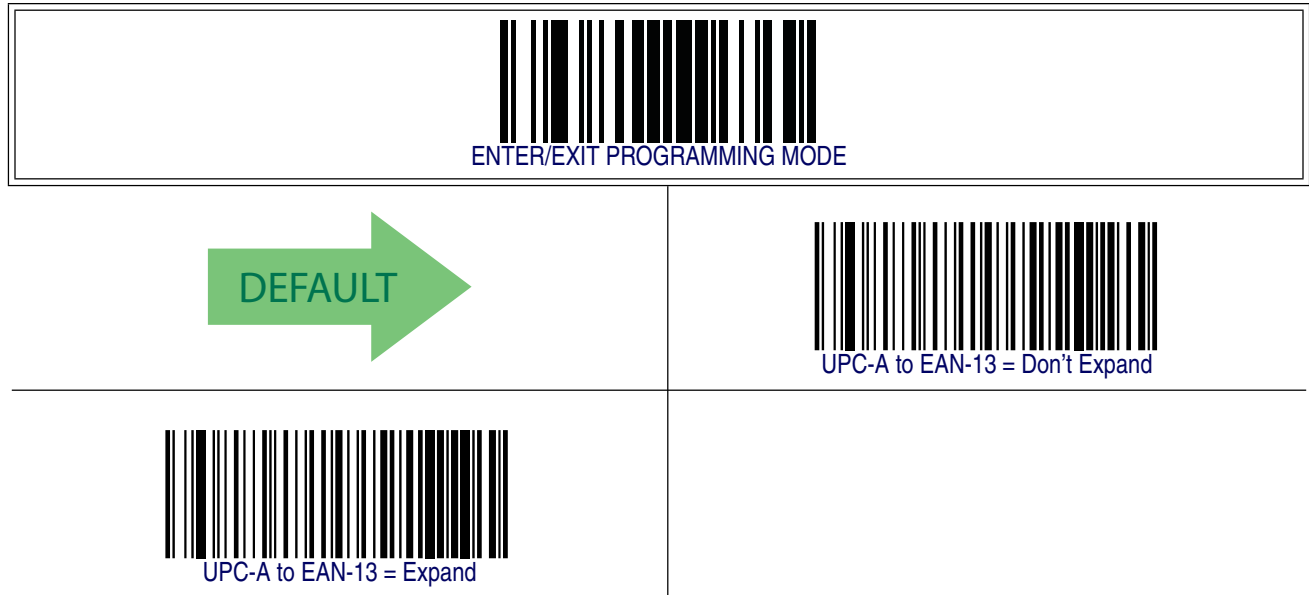 ENTER/EXIT PROGRAMMING MODE
DEFAULT
UPC-A to EAN-13 = Don't Expand
UPC-A to EAN-13 = Expand